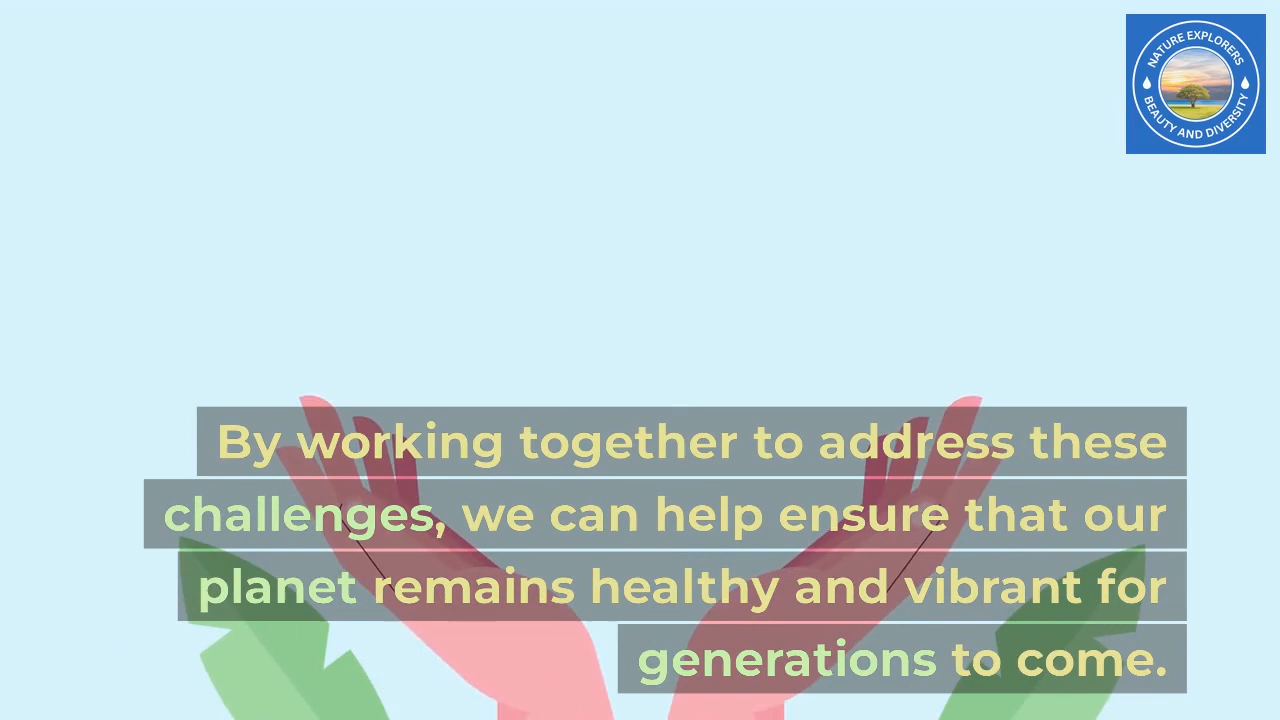 NATURE EXPLORERS
BEAUTY AND DIVERSITY
By working together to address these
challenges, we can help ensure that our
planet remains healthy and vibrant for
generations to come.